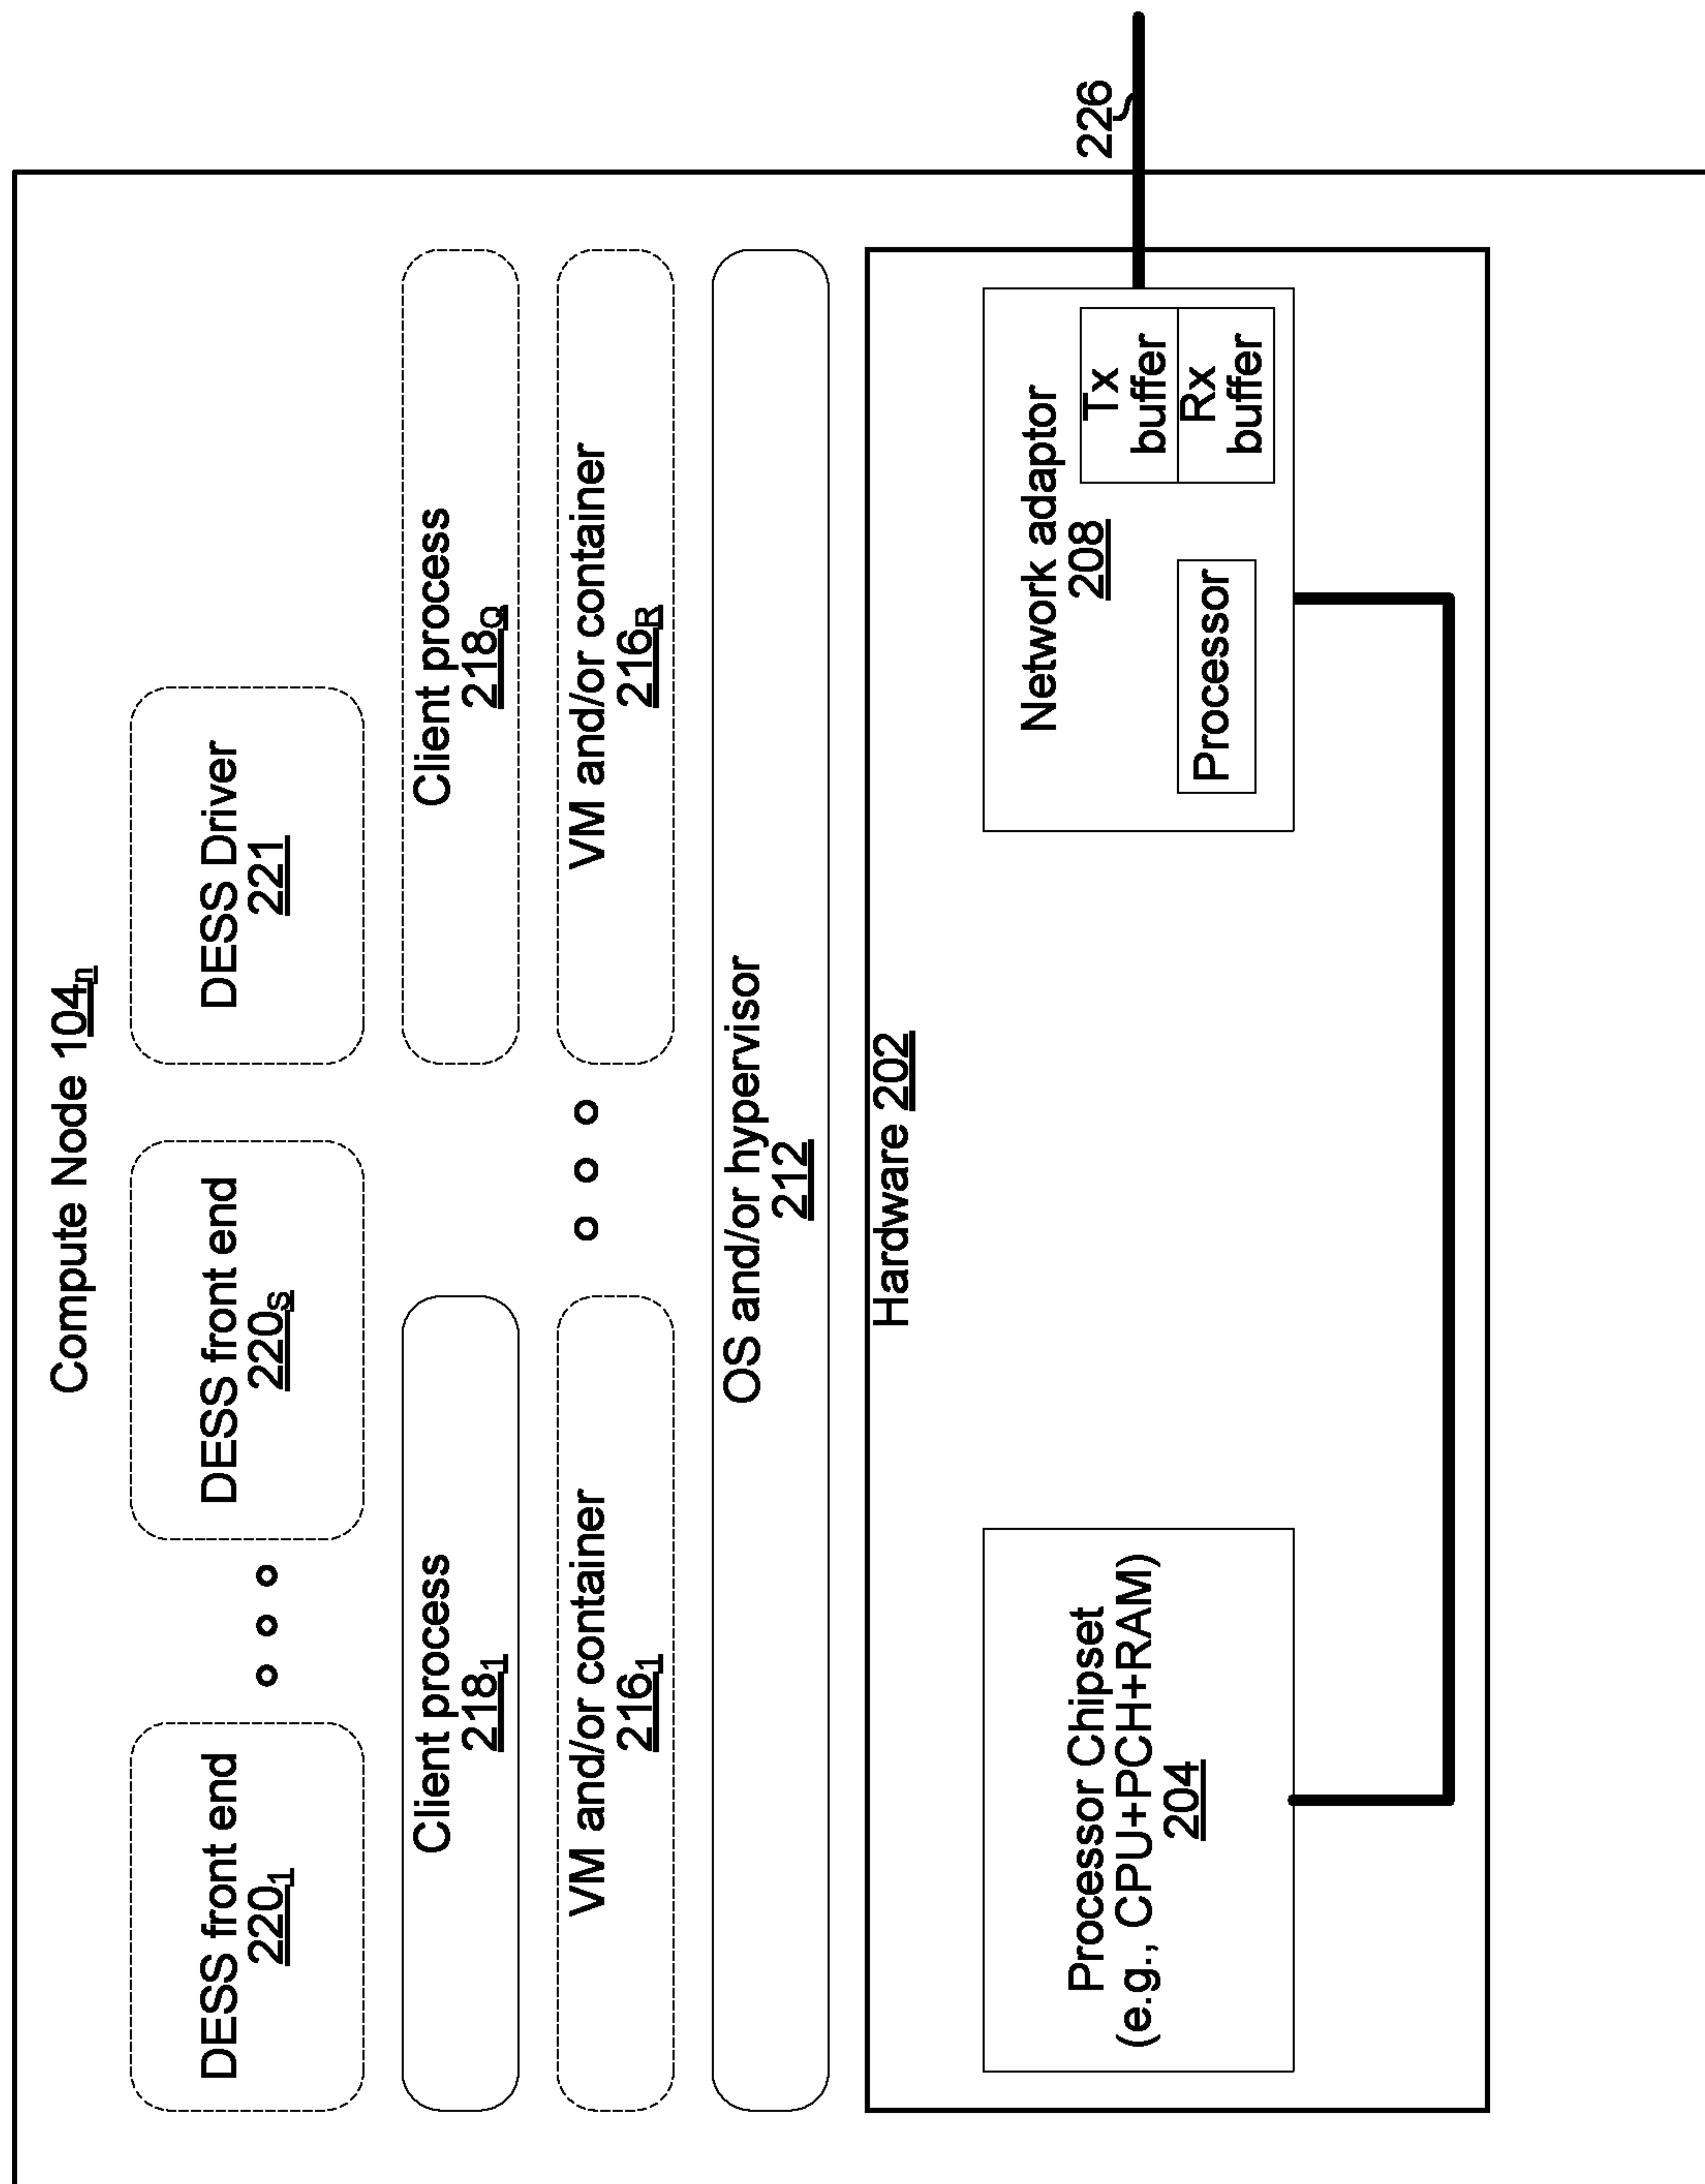 Compute Node 104n
DESS front end
2201
DESS front end
220S
DESS Driver
221
Client process
2181
Client process
218Q
VM and/or container
2161
VM and/or container
216R
OS and/or hypervisor
212
Hardware 202
Processor Chipset
(e.g., CPU+PCH+RAM)
204
Network adaptor
208
Processor
Tx
buffer
Rx
buffer
226